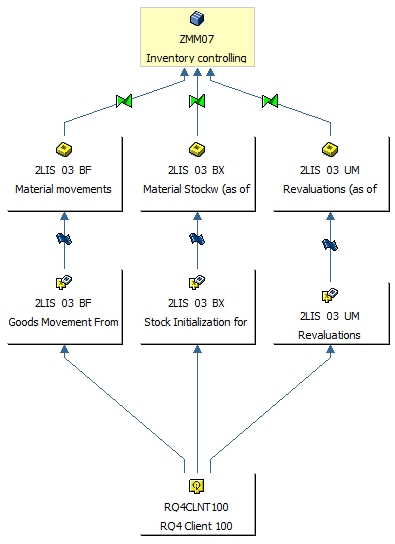 ZMM07
Inventory controlling
2LIS 03 BF
Material movements
2LIS 03 BX
Material Stockw (as of
2LIS 03 UM
Revaluations (as of
2LIS 03 BF
Goods Movement From
2LIS 03 BX
Stock Initialization for
2LIS 03 UM
Revaluations
RQ4CLNT100
RQ4 Client 100